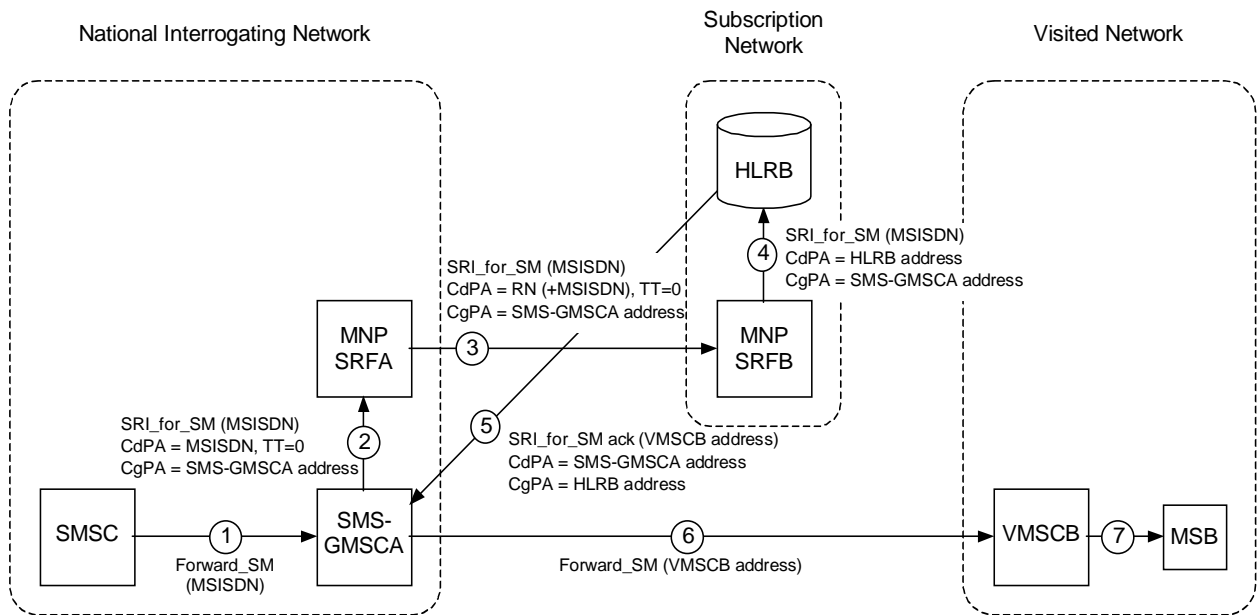 National Interrogating Network
Subscription
Network
Visited Network
HLRB
4
SRI_for_SM (MSISDN)
CdPA = HLRB address
CgPA = SMS-GMSCA address
SRI_for_SM (MSISDN)
CdPA = RN (+MSISDN), TT=0
CgPA = SMS-GMSCA address
MNP
SRFA
3
MNP
SRFB
SRI_for_SM (MSISDN)
CdPA = MSISDN, TT=0
CgPA = SMS-GMSCA address
2
5
SRI_for_SM ack (VMSCB address)
CdPA = SMS-GMSCA address
CgPA = HLRB address
SMSC
1
Forward_SM
(MSISDN)
SMS-
GMSCA
6
Forward_SM (VMSCB address)
VMSCB
7
MSB